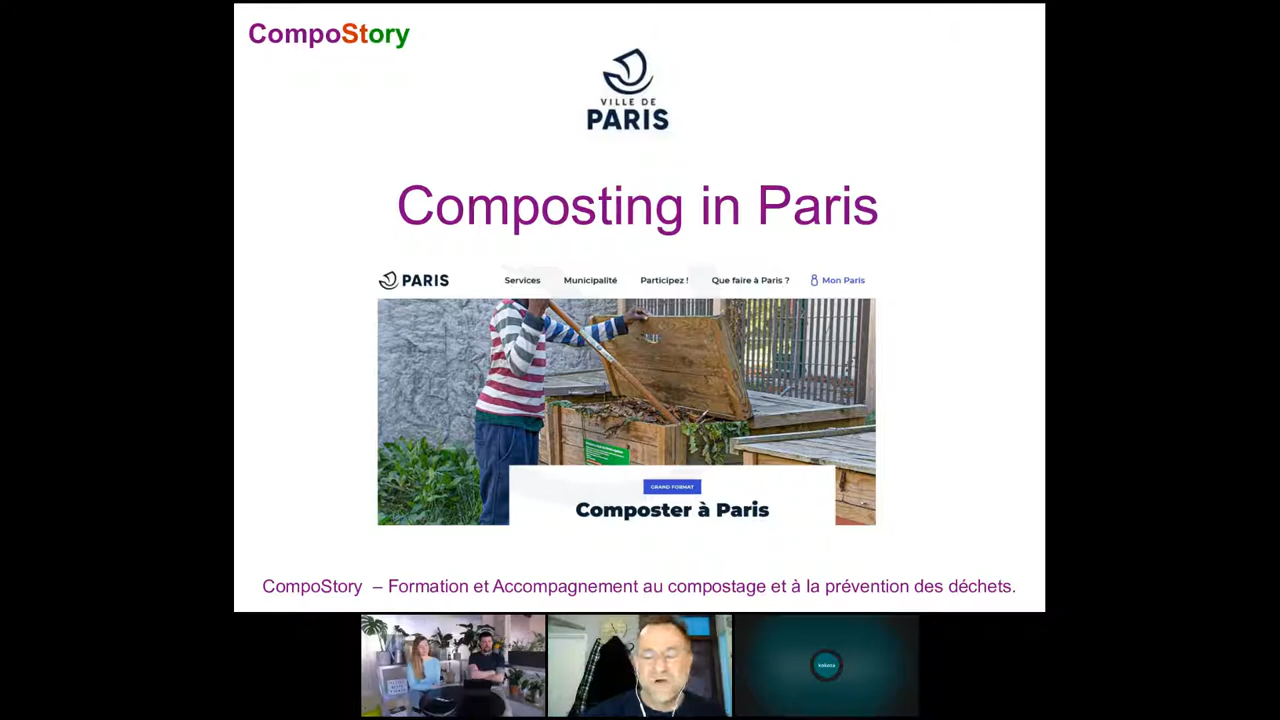 CompoStory
VILLE DE
PARIS
Composting in Paris
PARIS
Services
Municipalité
Participez !
Que faire à Paris ?
Mon Paris
GRAND FORMAT
Composter à Paris
CompoStory – Formation et Accompagnement au compostage et à la prévention des déchets.